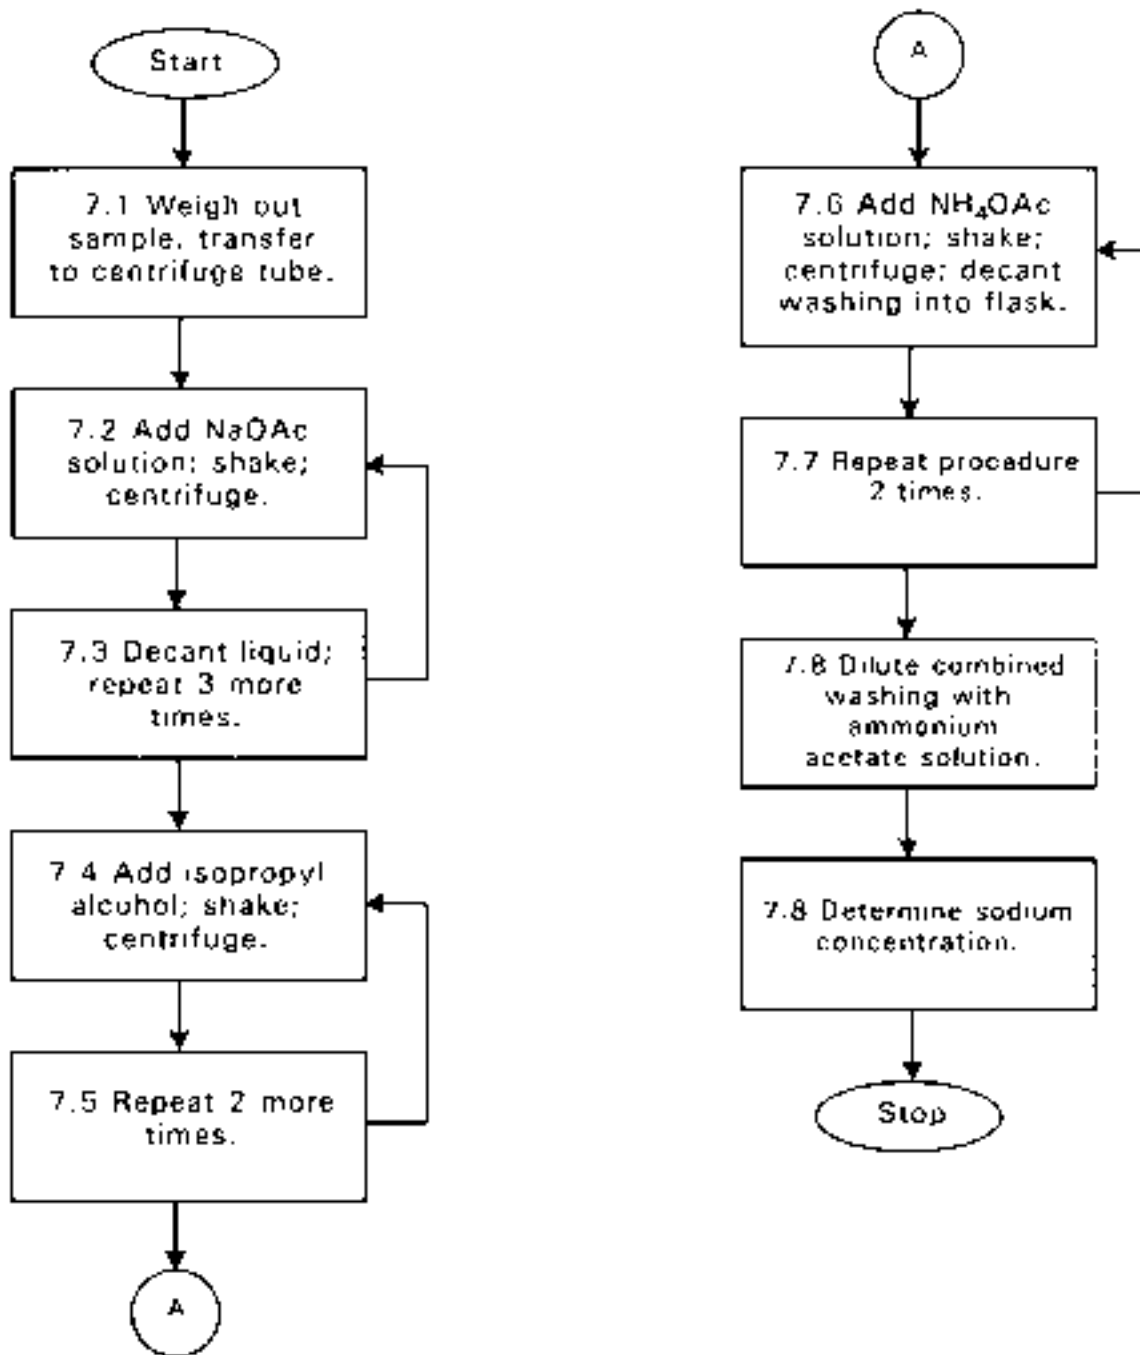 Start
7.1 Weigh out
sample, transfer
to centrifuge tube.
7.2 Add NaOAc
solution; shake;
centrifuge.
7.3 Decant liquid;
repeat 3 more
times.
7.4 Add isopropyl
alcohol; shake;
centrifuge.
7.5 Repeat 2 more
times.
A
A
7.6 Add NH₄OAc
solution; shake;
centrifuge; decant
washing into flask.
7.7 Repeat procedure
2 times.
7.8 Dilute combined
washing with
ammonium
acetate solution.
7.8 Determine sodium
concentration.
Stop